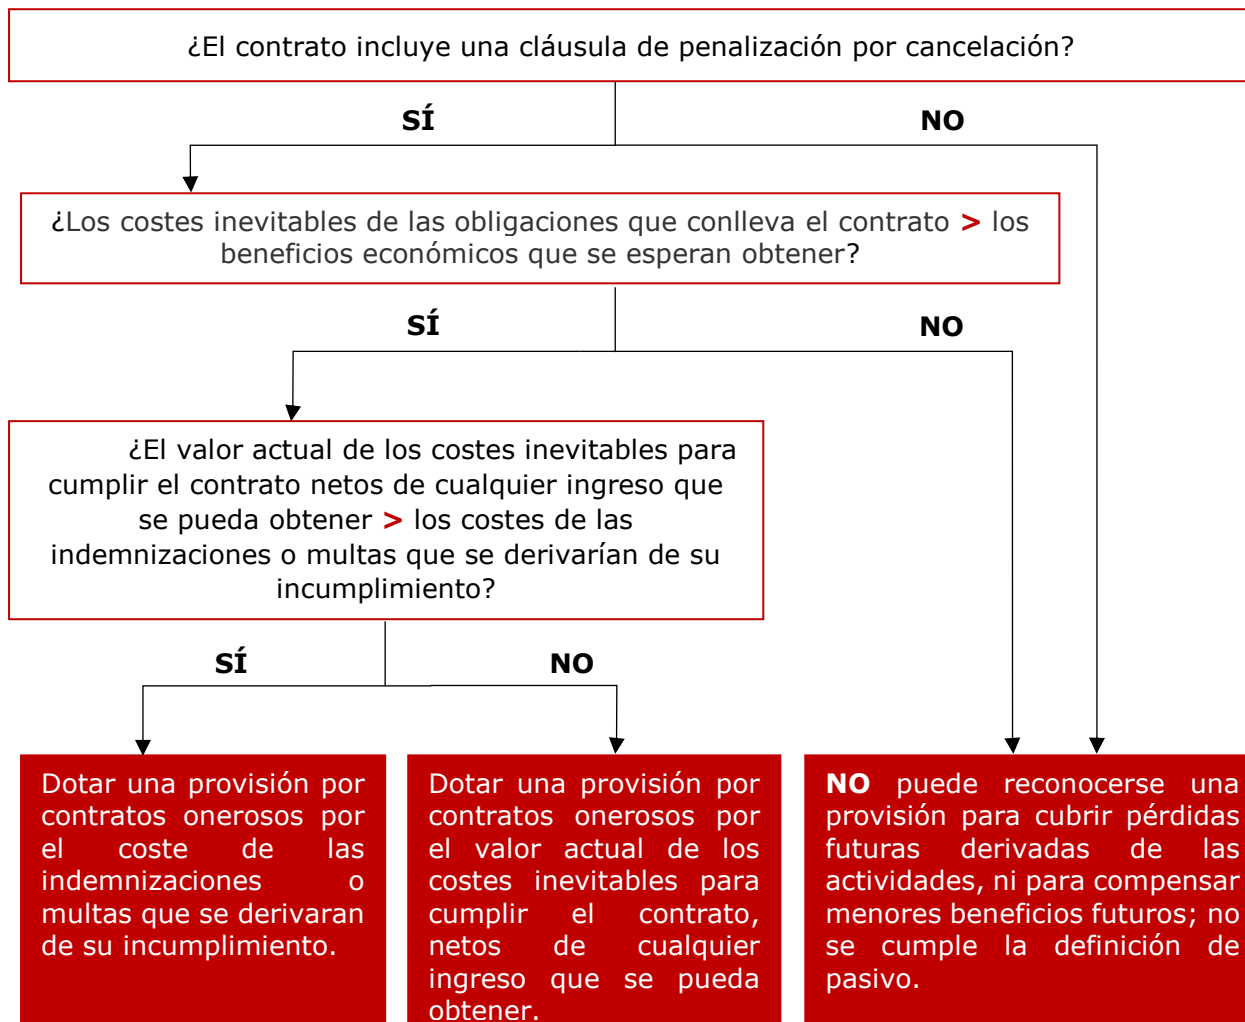 ¿El contrato incluye una cláusula de penalización por cancelación?
SÍ
NO
¿Los costes inevitables de las obligaciones que conlleva el contrato > los
beneficios económicos que se esperan obtener?
SÍ
NO
¿El valor actual de los costes inevitables para
cumplir el contrato netos de cualquier ingreso que
se pueda obtener > los costes de las
indemnizaciones o multas que se derivarían de su
incumplimiento?
SÍ
NO
Dotar una provisión por
contratos onerosos por
el coste de las
indemnizaciones o
multas que se derivaran
de su incumplimiento.
Dotar una provisión por
contratos onerosos por
el valor actual de los
costes inevitables para
cumplir el contrato,
netos de cualquier
ingreso que se pueda
obtener.
NO puede reconocerse una
provisión para cubrir pérdidas
futuras derivadas de las
actividades, ni para compensar
menores beneficios futuros; no
se cumple la definición de
pasivo.